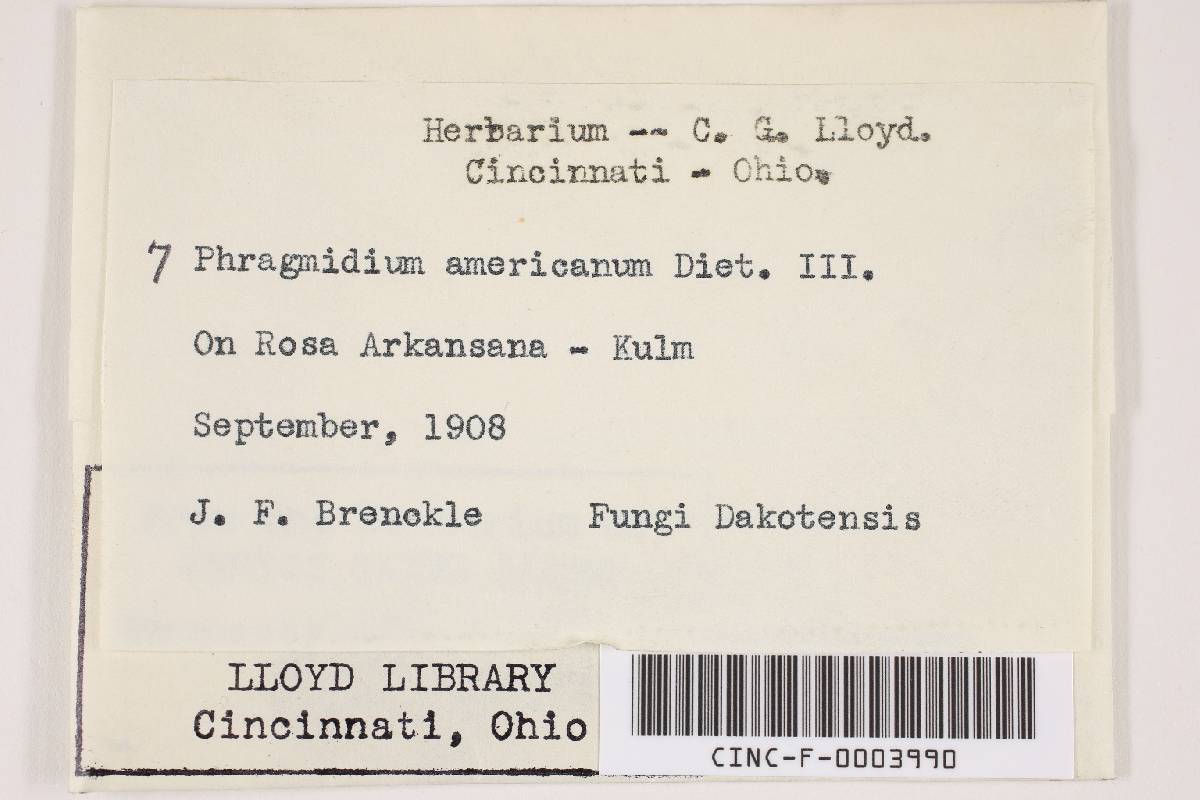 Herbarium -- C. G. Lloyd.
Cincinnati - Ohio.
7 Phragmidium americanum Diet. III.
On Rosa Arkansana - Kulm
September, 1908
J. F. Brenckle Fungi Dakotensis
LLOYD LIBRARY
Cincinnati, Ohio
CINC-F-0003990